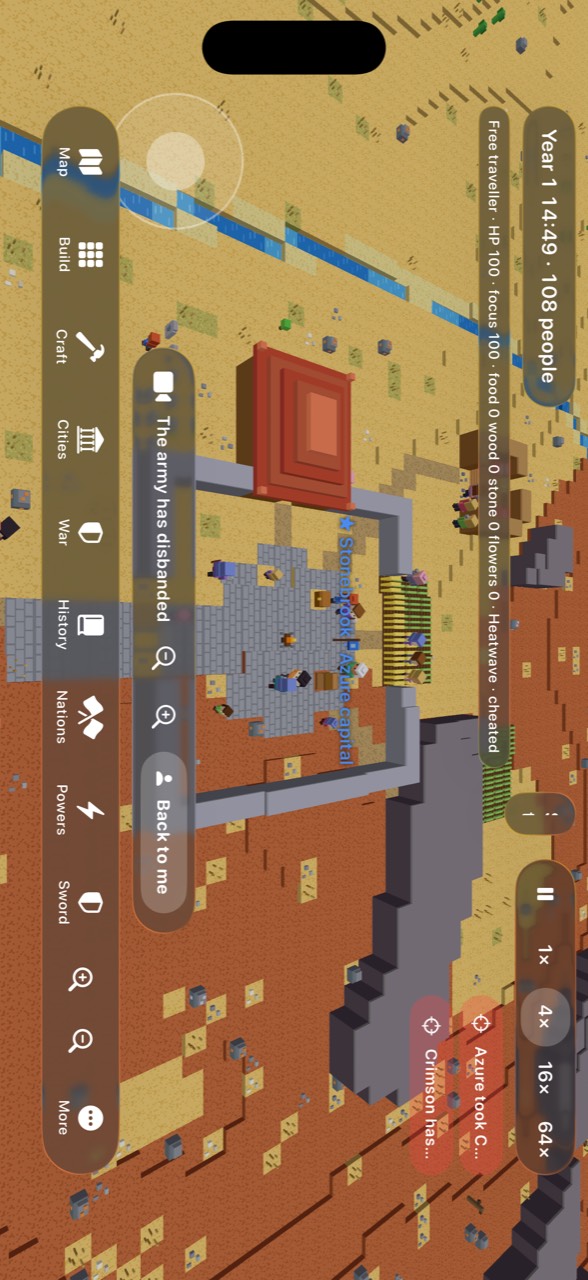 Year 1 14:49 · 108 people
Free traveller · HP 100 · focus 100 · food 0 wood 0 stone 0 flowers 0 · Heatwave · cheated
1×
4×
16×
64×
Azure took C...
Crimson has...
Stonebrook · Azure capital
The army has disbanded
Back to me
Map
Build
Craft
Cities
War
History
Nations
Powers
Sword
More